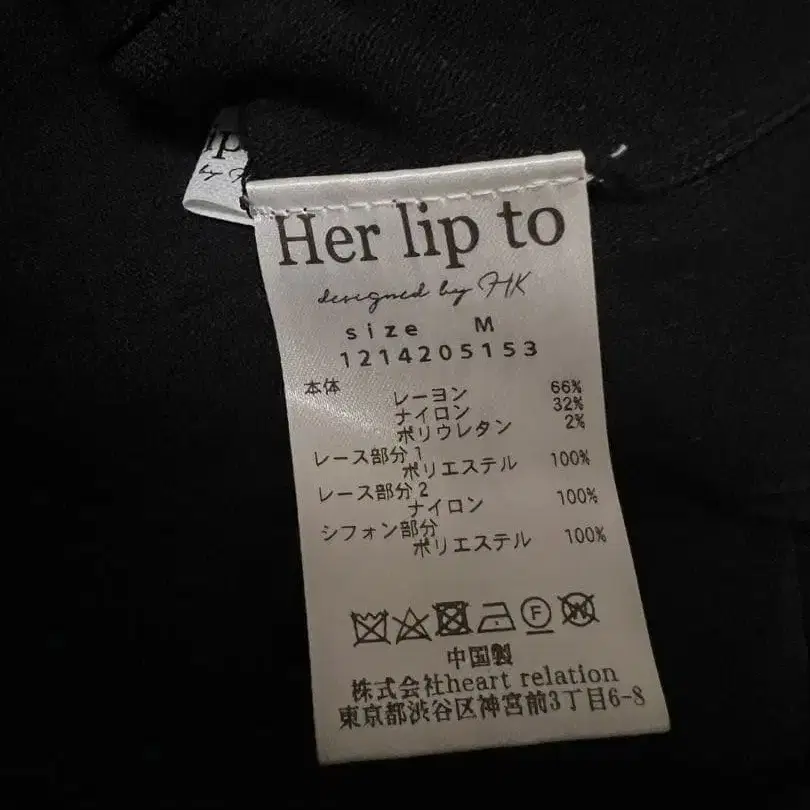 ip
by
Her lip to
designed by HK
size M
1214205153
本体
レーヨン 66%
ナイロン 32%
ポリウレタン 2%
レース部分1
ポリエステル 100%
レース部分2
ナイロン 100%
シフォン部分
ポリエステル 100%
F
W
中国製
株式会社heart relation
東京都渋谷区神宮前3丁目6-8